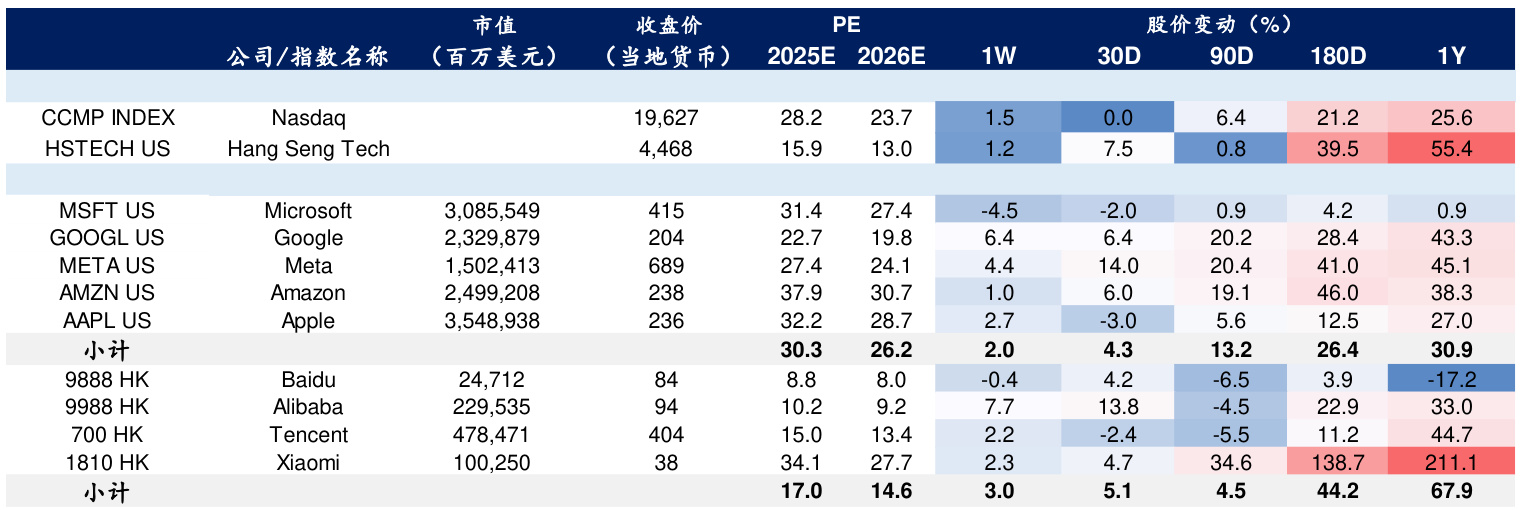 市值 收盘价 PE 股价变动（%）
公司/指数名称 （百万美元） （当地货币） 2025E 2026E 1W 30D 90D 180D 1Y
CCMP INDEX Nasdaq 19,627 28.2 23.7 1.5 0.0 6.4 21.2 25.6
HSTECH US Hang Seng Tech 4,468 15.9 13.0 1.2 7.5 0.8 39.5 55.4
MSFT US Microsoft 3,085,549 415 31.4 27.4 -4.5 -2.0 0.9 4.2 0.9
GOOGL US Google 2,329,879 204 22.7 19.8 6.4 6.4 20.2 28.4 43.3
META US Meta 1,502,413 689 27.4 24.1 4.4 14.0 20.4 41.0 45.1
AMZN US Amazon 2,499,208 238 37.9 30.7 1.0 6.0 19.1 46.0 38.3
AAPL US Apple 3,548,938 236 32.2 28.7 2.7 -3.0 5.6 12.5 27.0
小计 30.3 26.2 2.0 4.3 13.2 26.4 30.9
9888 HK Baidu 24,712 84 8.8 8.0 -0.4 4.2 -6.5 3.9 -17.2
9988 HK Alibaba 229,535 94 10.2 9.2 7.7 13.8 -4.5 22.9 33.0
700 HK Tencent 478,471 404 15.0 13.4 2.2 -2.4 -5.5 11.2 44.7
1810 HK Xiaomi 100,250 38 34.1 27.7 2.3 4.7 34.6 138.7 211.1
小计 17.0 14.6 3.0 5.1 4.5 44.2 67.9